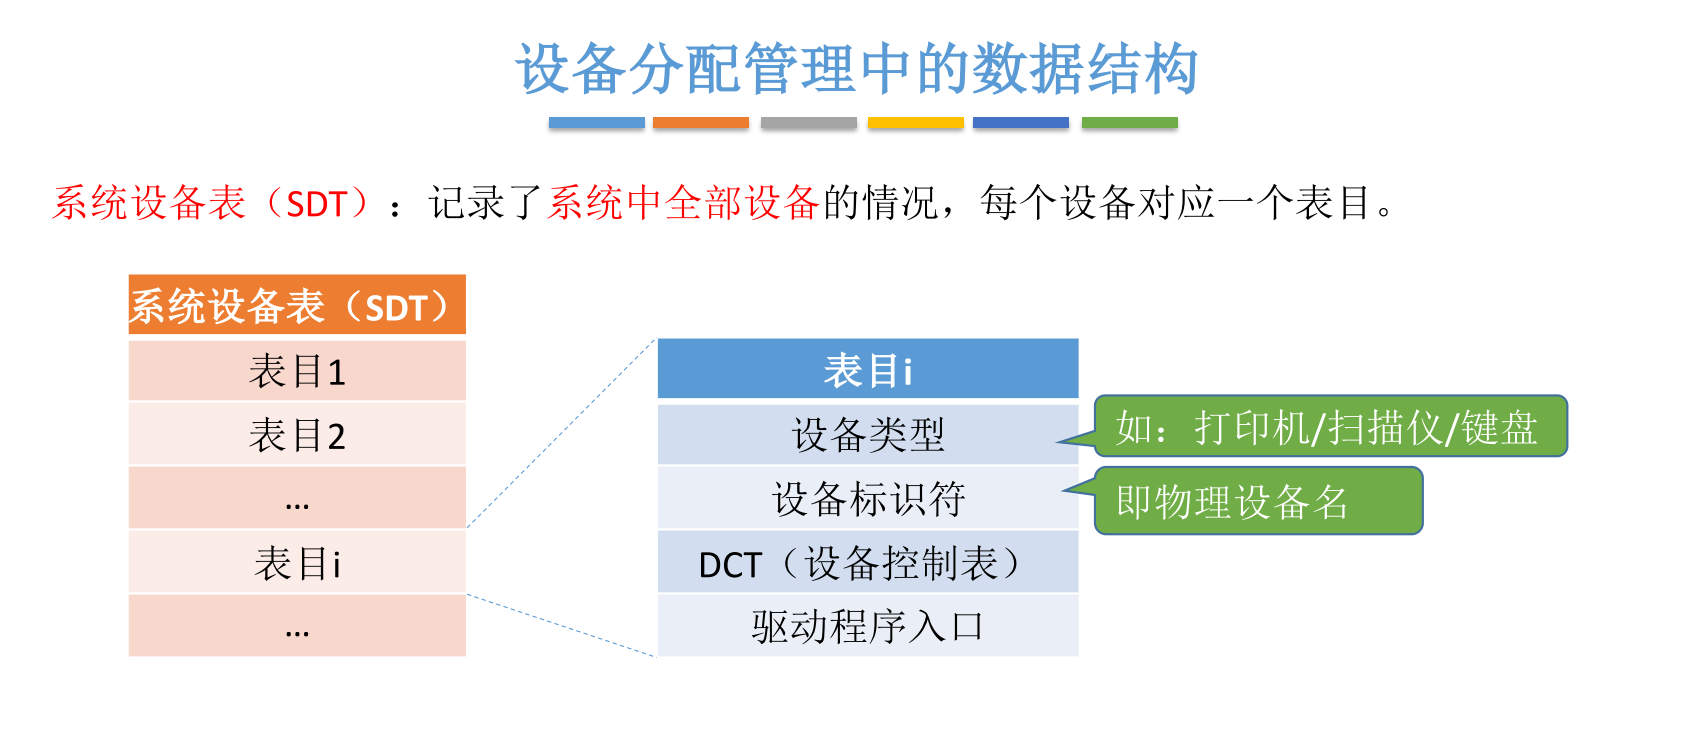 设备分配管理中的数据结构
系统设备表（SDT）：记录了系统中全部设备的情况，每个设备对应一个表目。
系统设备表（SDT）
表目1
表目2
...
表目i
...
表目i
设备类型
设备标识符
DCT（设备控制表）
驱动程序入口
如：打印机/扫描仪/键盘
即物理设备名